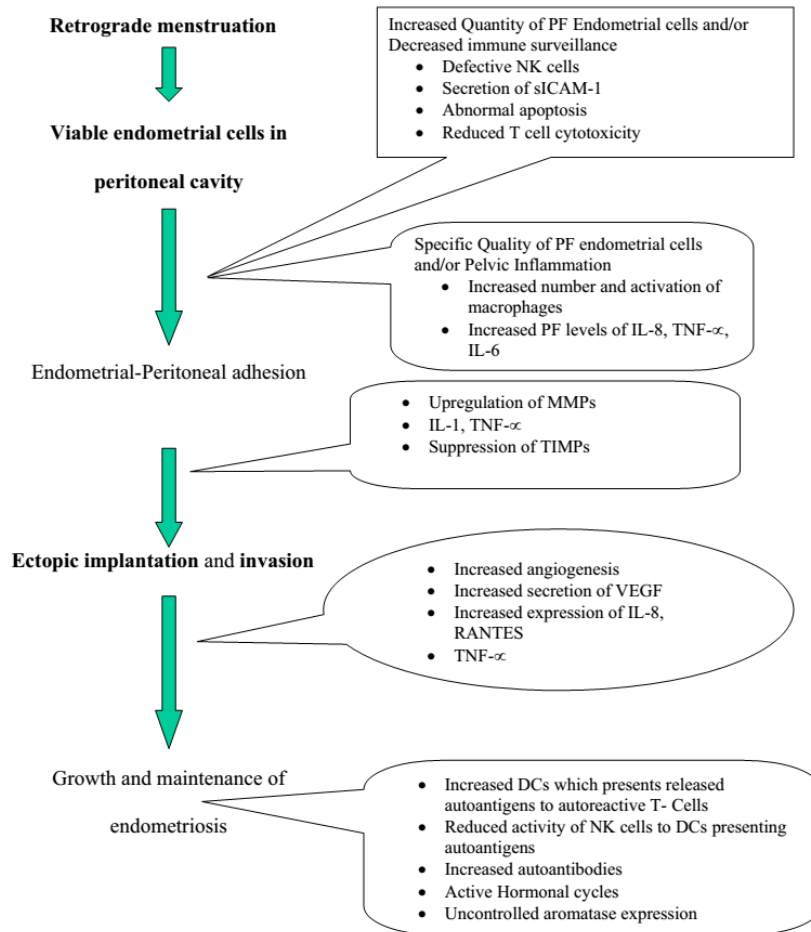 Retrograde menstruation
Viable endometrial cells in
peritoneal cavity
Increased Quantity of PF Endometrial cells and/or
Decreased immune surveillance
• Defective NK cells
• Secretion of sICAM-1
• Abnormal apoptosis
• Reduced T cell cytotoxicity
Specific Quality of PF endometrial cells
and/or Pelvic Inflammation
• Increased number and activation of
macrophages
• Increased PF levels of IL-8, TNF-∝,
IL-6
Endometrial-Peritoneal adhesion
• Upregulation of MMPs
• IL-1, TNF-∝
• Suppression of TIMPs
Ectopic implantation and invasion
• Increased angiogenesis
• Increased secretion of VEGF
• Increased expression of IL-8,
RANTES
• TNF-∝
Growth and maintenance of
endometriosis
• Increased DCs which presents released
autoantigens to autoreactive T- Cells
• Reduced activity of NK cells to DCs presenting
autoantigens
• Increased autoantibodies
• Active Hormonal cycles
• Uncontrolled aromatase expression